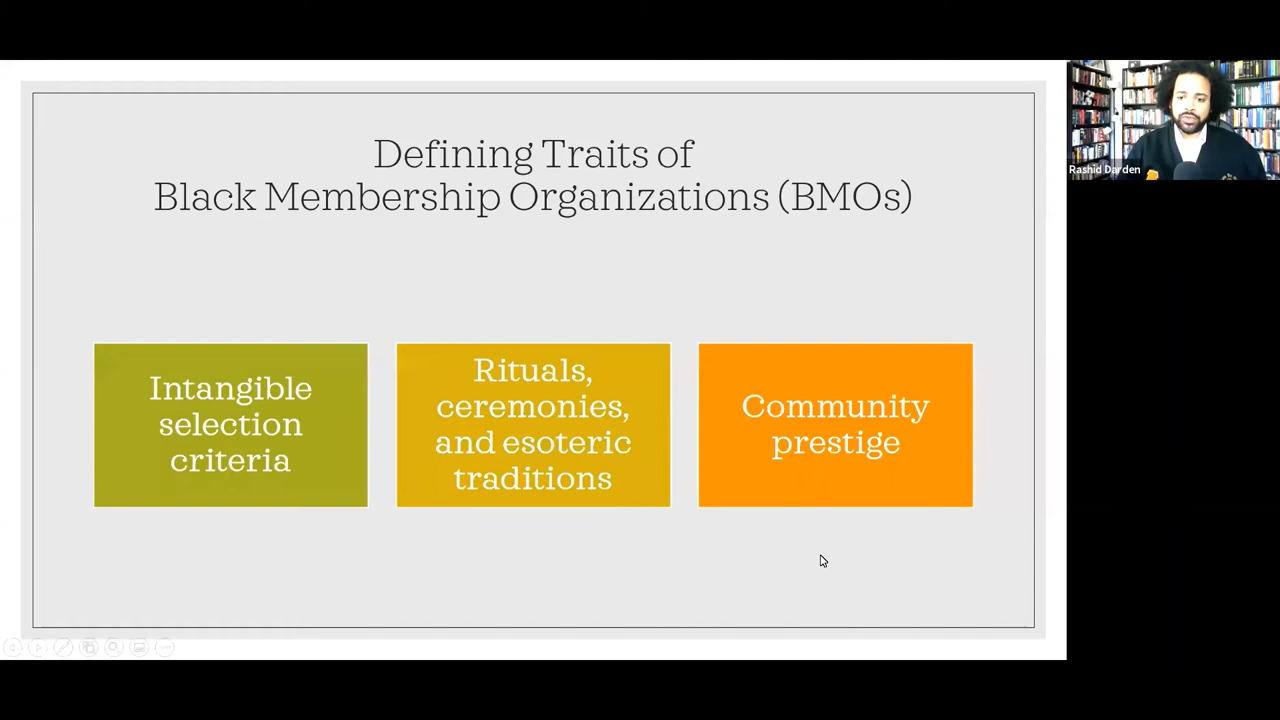 Defining Traits of
Black Membership Organizations (BMOs)
Intangible
selection
criteria
Rituals,
ceremonies,
and esoteric
traditions
Community
prestige
Rashid Darden